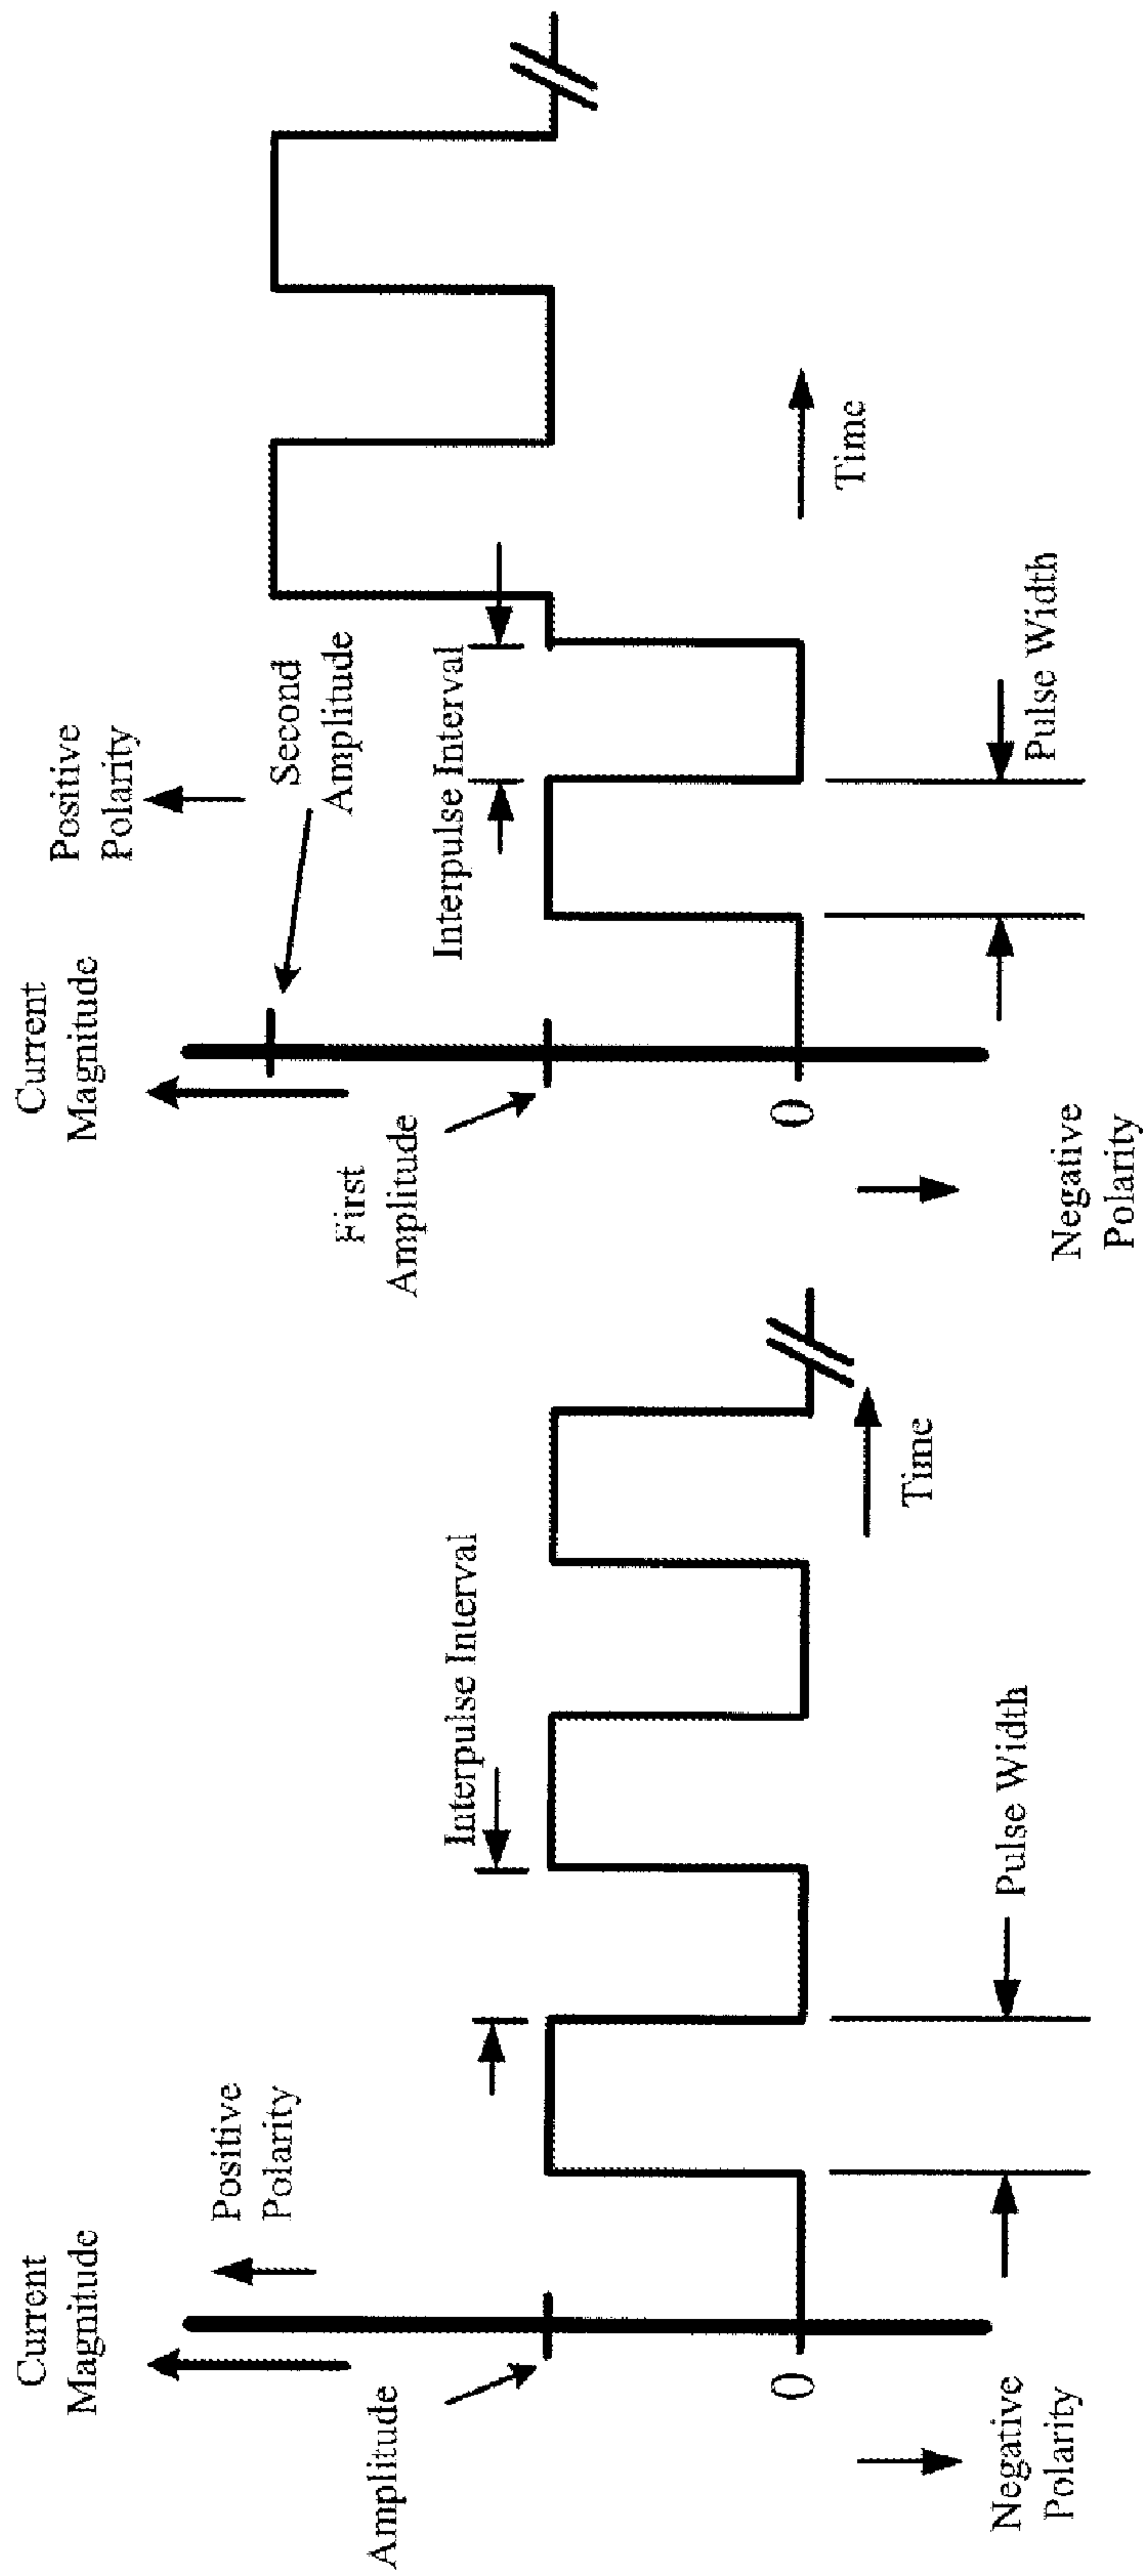 Current
Magnitude
Positive
Polarity
Amplitude
Interpulse Interval
0
Time
Negative
Polarity
Pulse Width
Current
Magnitude
Positive
Polarity
Second
Amplitude
First
Amplitude
Interpulse Interval
0
Time
Negative
Polarity
Pulse Width